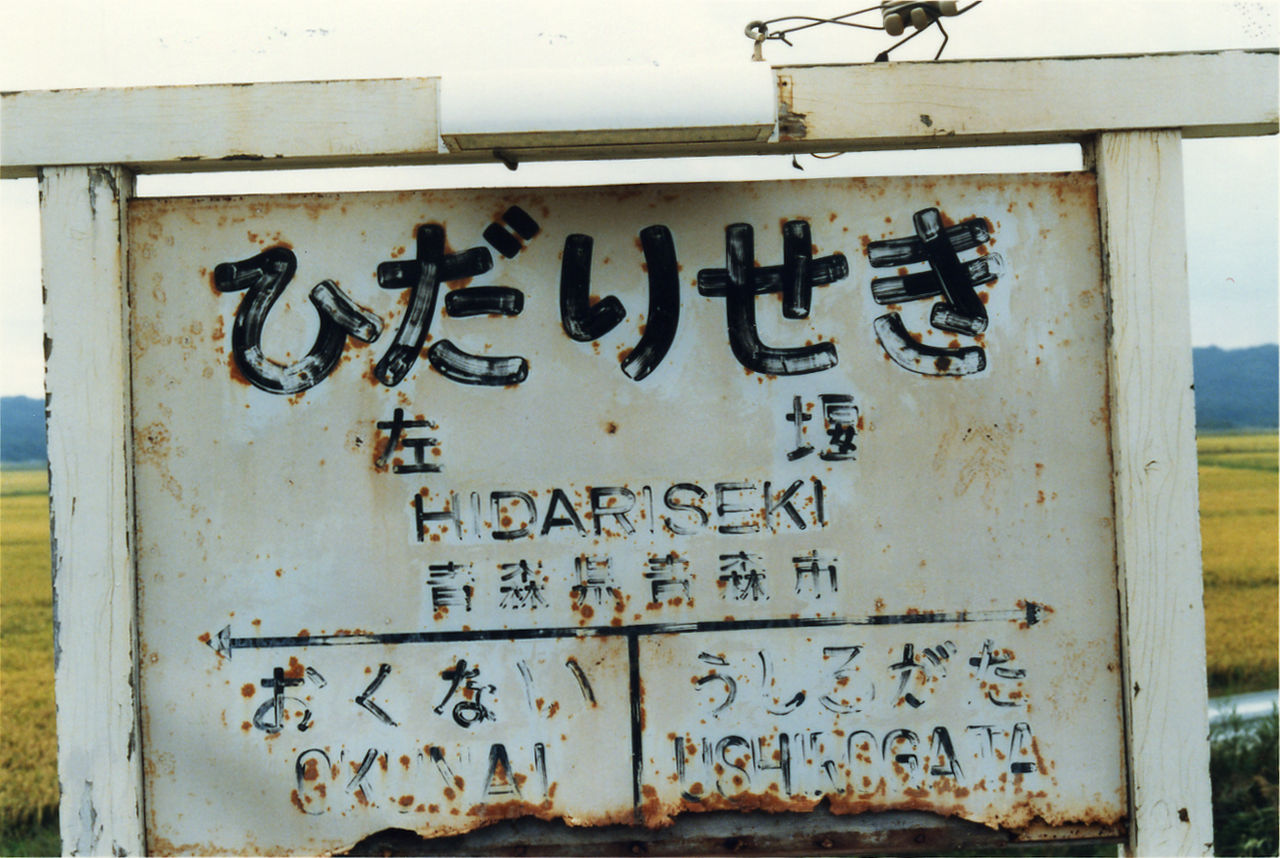 ひだりせき
左堰
HIDARISEKI
青森県青森市
おくない うしろがた
OKUNAI USHIROGATA